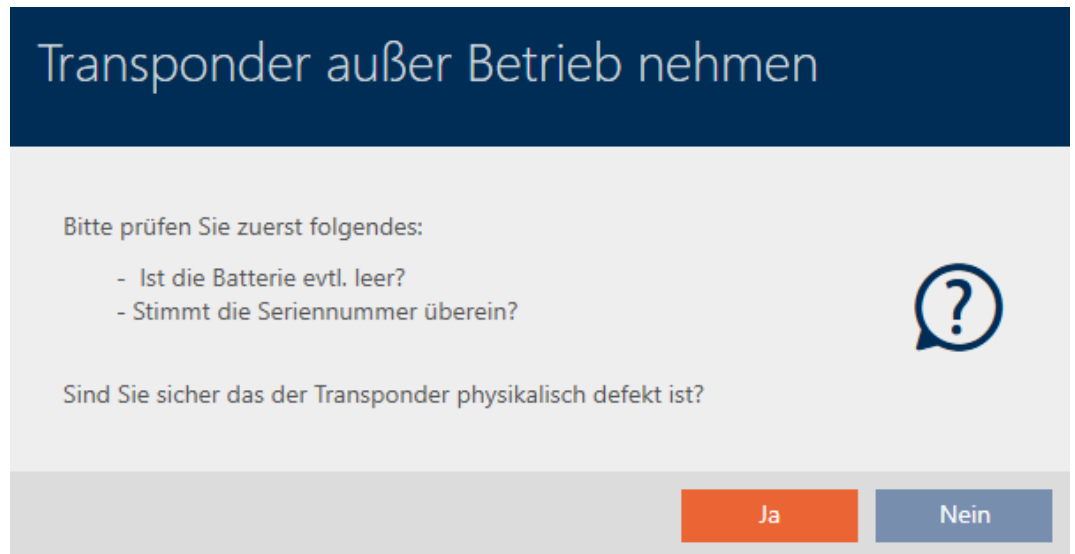 Transponder außer Betrieb nehmen
Bitte prüfen Sie zuerst folgendes:
- Ist die Batterie evtl. leer?
- Stimmt die Seriennummer überein?
?
Sind Sie sicher das der Transponder physikalisch defekt ist?
Ja
Nein